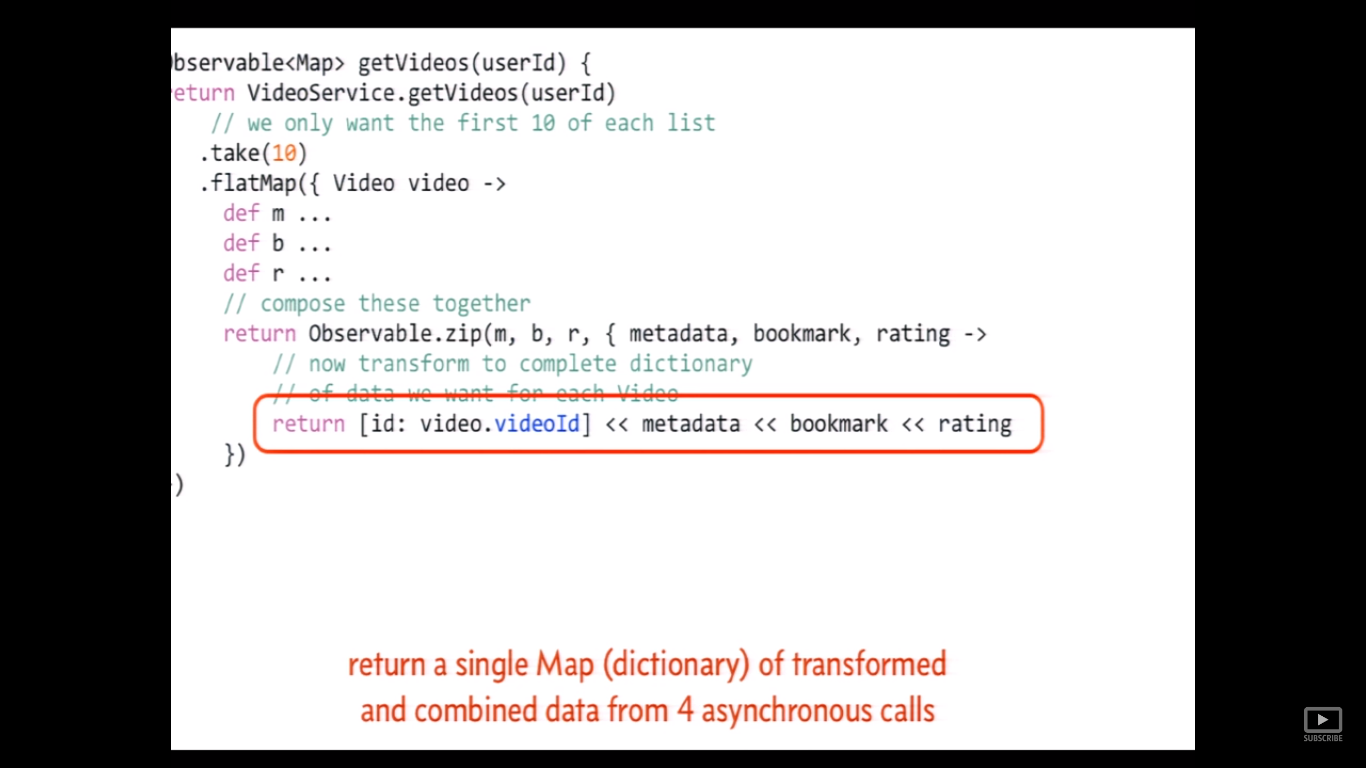 bservable<Map> getVideos(userId) {
eturn VideoService.getVideos(userId)
// we only want the first 10 of each list
.take(10)
.flatMap({ Video video ->
def m ...
def b ...
def r ...
// compose these together
return Observable.zip(m, b, r, { metadata, bookmark, rating ->
// now transform to complete dictionary
// of data we want for each Video
return [id: video.videoId] << metadata << bookmark << rating
})
)
return a single Map (dictionary) of transformed
and combined data from 4 asynchronous calls
SUBSCRIBE